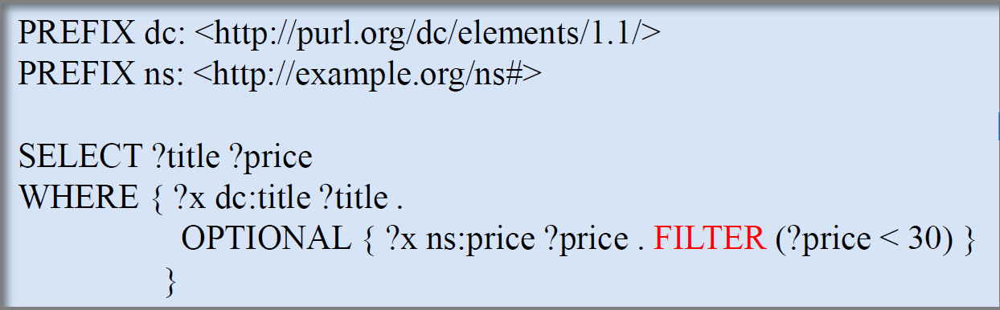 PREFIX dc: <http://purl.org/dc/elements/1.1/>
PREFIX ns: <http://example.org/ns#>
SELECT ?title ?price
WHERE { ?x dc:title ?title .
OPTIONAL { ?x ns:price ?price . FILTER (?price < 30) }
}